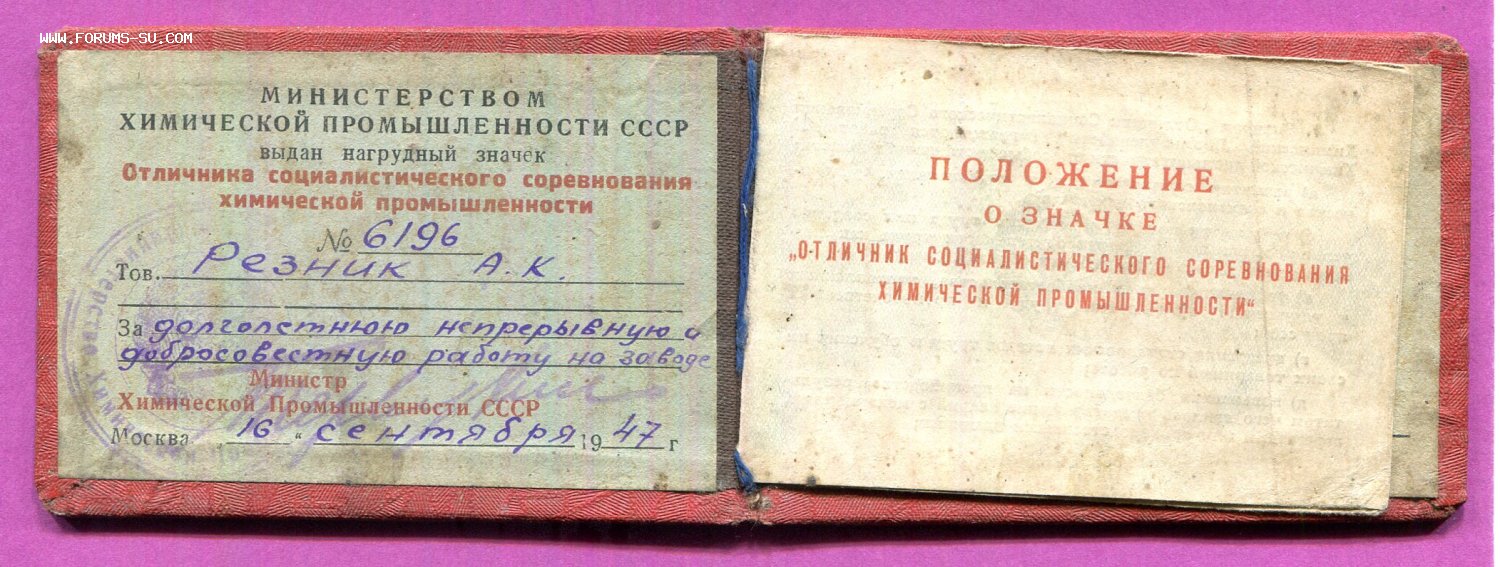 WWW.FORUMS-SU.COM
МИНИСТЕРСТВОМ
ХИМИЧЕСКОЙ ПРОМЫШЛЕННОСТИ СССР
выдан нагрудный значек
Отличника социалистического соревнования
химической промышленности
№ 6196
Тов. Резник А.К.
За долголетнюю непрерывную и
добросовестную работу на заводе
Министр
Химической Промышленности СССР
Москва „16" сентября 1947 г
ПОЛОЖЕНИЕ
О ЗНАЧКЕ
„ОТЛИЧНИК СОЦИАЛИСТИЧЕСКОГО СОРЕВНОВАНИЯ
ХИМИЧЕСКОЙ ПРОМЫШЛЕННОСТИ"